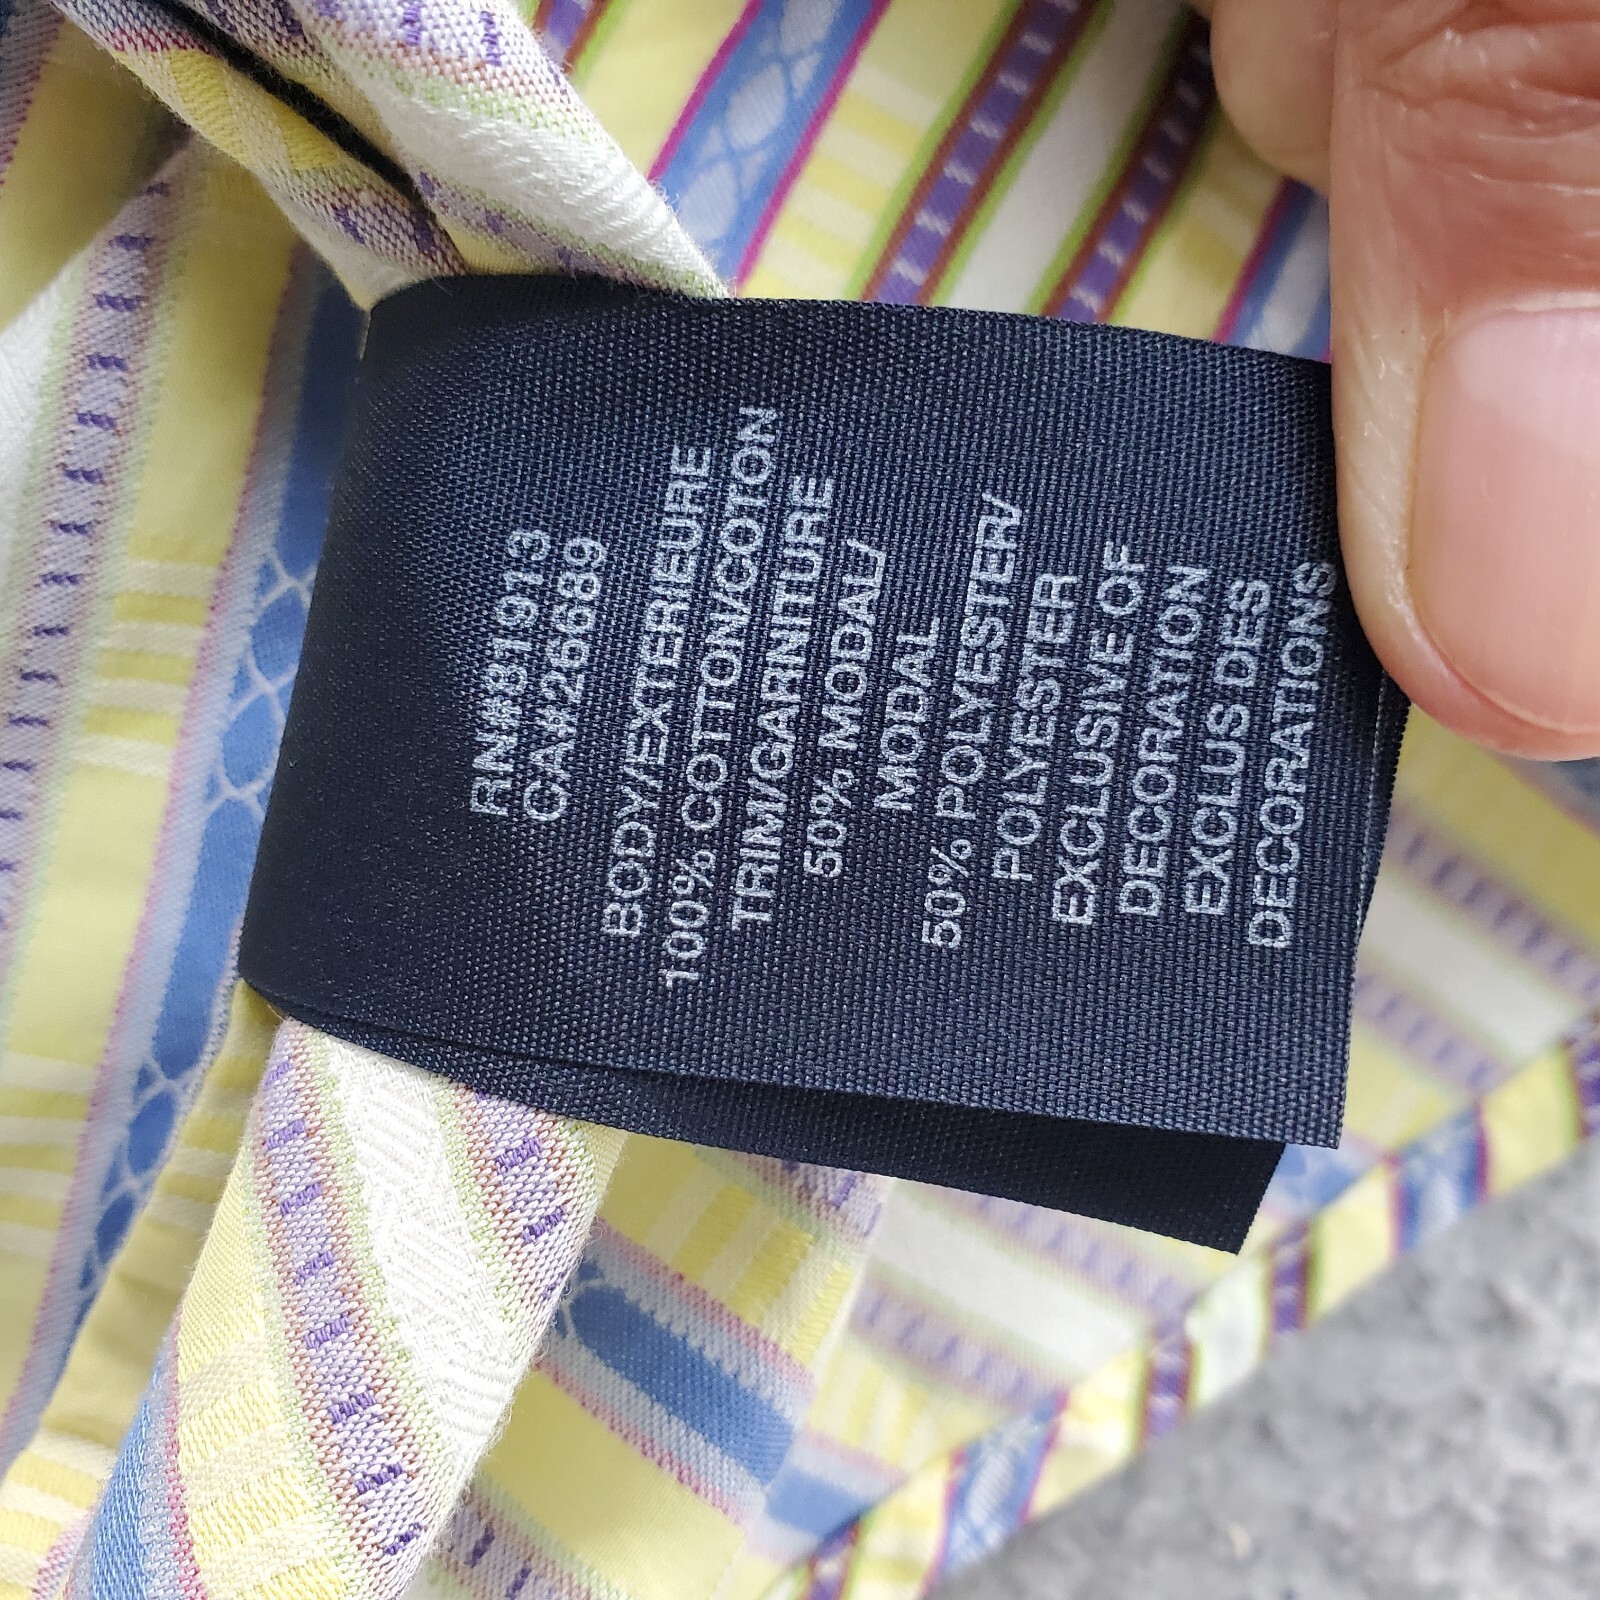 RN#81913
CA#26689
BODY/EXTERIEURE
100% COTTON/COTON
TRIM/GARNITURE
50% MODAL/
MODAL
50% POLYESTER/
POLYESTER
EXCLUSIVE OF
DECORATION
EXCLUS DES
DECORATIONS